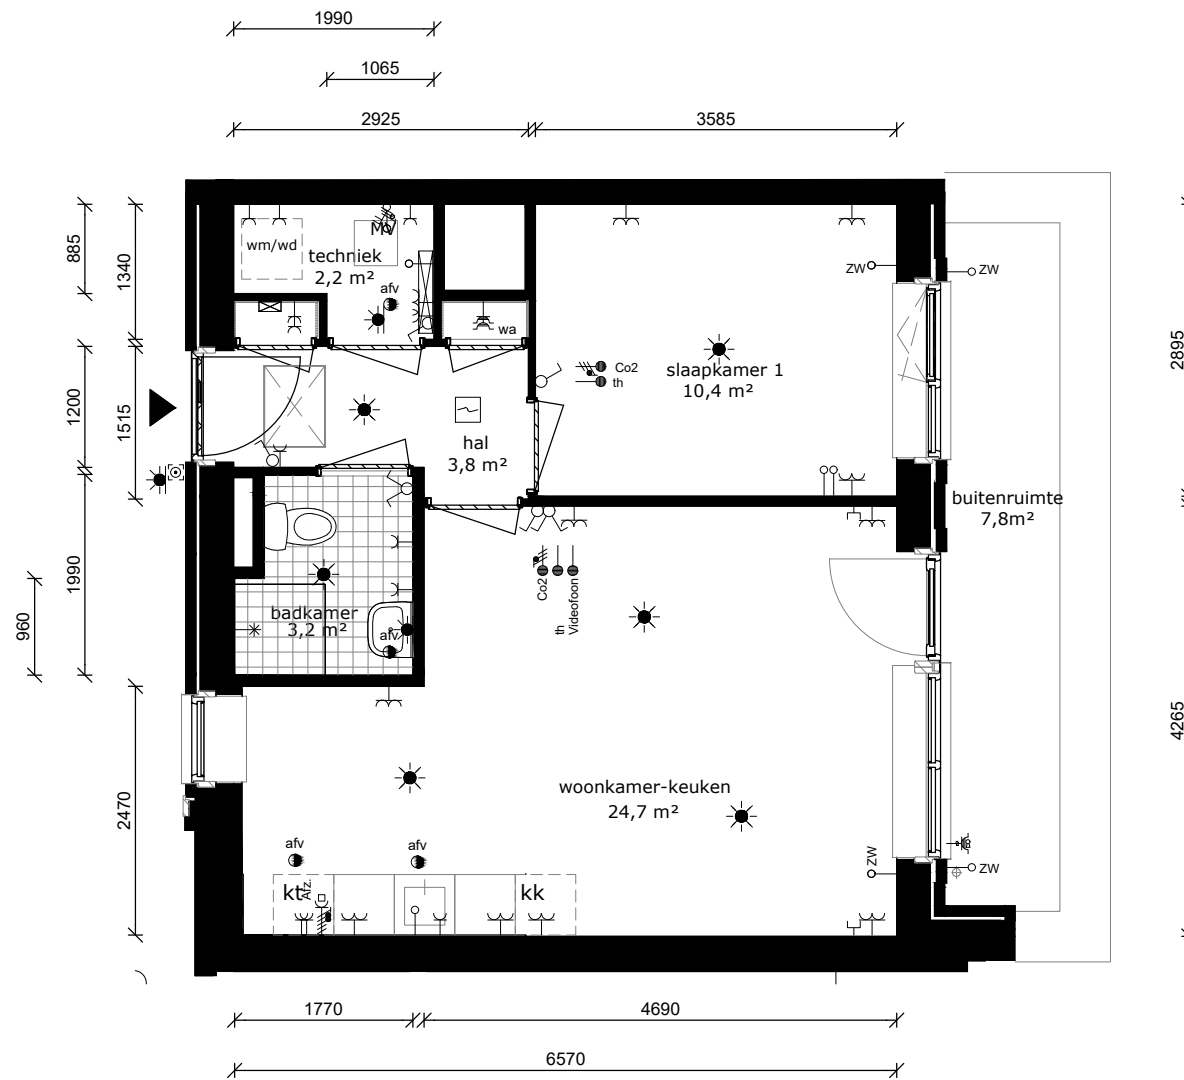 1990
1065
2925
3585
885
1340
1200
1515
1990
960
2470
wm/wd
MV
techniek
2,2 m²
afv
wa
ZW
ZW
Co2
th
slaapkamer 1
10,4 m²
hal
3,8 m²
2895
buitenruimte
7,8m²
badkamer
3,2 m²
afv
Co2
th
Videofoon
4265
woonkamer-keuken
24,7 m²
afv
afv
ZW
ZW
kt
Afz.
kk
1770
4690
6570